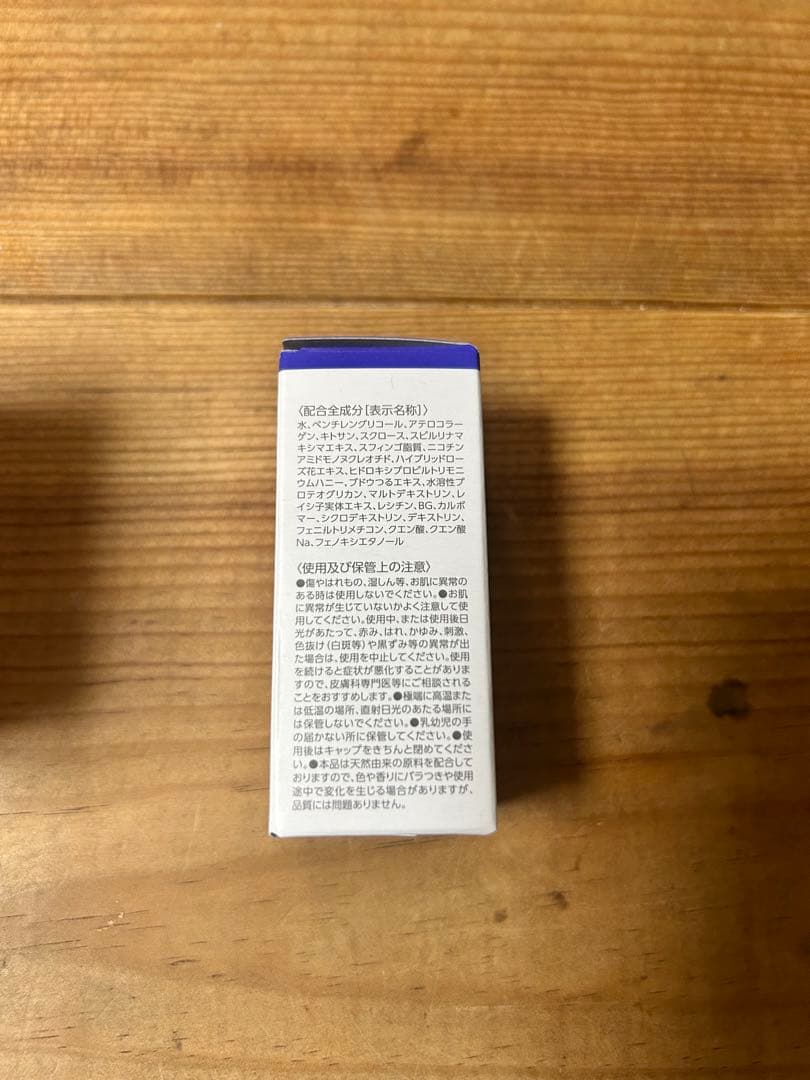 〈配合全成分[表示名称]〉
水、ペンチレングリコール、アテロコラー
ゲン、キトサン、スクロース、スピルリナマ
キシマエキス、スフィンゴ脂質、ニコチン
アミドモノヌクレオチド、ハイブリッドロー
ズ花エキス、ヒドロキシプロピルトリモニ
ウムハニー、ブドウつるエキス、水溶性プ
ロテオグリカン、マルトデキストリン、レ
イシ子実体エキス、レシチン、BG、カルボ
マー、シクロデキストリン、デキストリン、
フェニルトリメチコン、クエン酸、クエン酸
Na、フェノキシエタノール
〈使用及び保管上の注意〉
●傷やはれもの、湿しん等、お肌に異常の
ある時は使用しないでください。●お肌
に異常が生じていないかよく注意して使
用してください。使用中、または使用後日
光があたって、赤み、はれ、かゆみ、刺激、
色抜け(白斑等)や黒ずみ等の異常が出
た場合は、使用を中止してください。使用
を続けると症状が悪化することがありま
すので、皮膚科専門医等にご相談される
ことをおすすめします。●極端に高温また
は低温の場所、直射日光のあたる場所に
は保管しないでください。●乳幼児の手
の届かない所に保管してください。●使
用後はキャップをきちんと閉めてくださ
い。●本品は天然由来の原料を配合して
おりますので、色や香りにバラつきや使用
途中で変化を生じる場合がありますが、
品質には問題ありません。